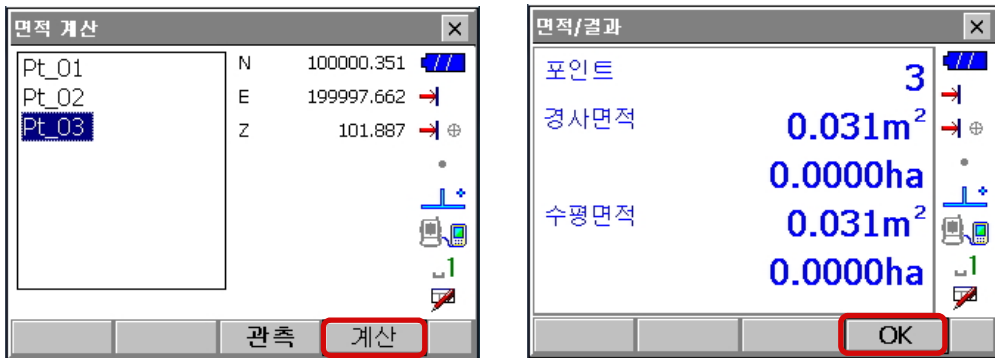 면적 계산
Pt_01
Pt_02
Pt_03
N 100000.351
E 199997.662
Z 101.887
1
관측 계산
면적/결과
포인트 3
경사면적 0.031m²
0.0000ha
수평면적 0.031m²
0.0000ha
1
OK